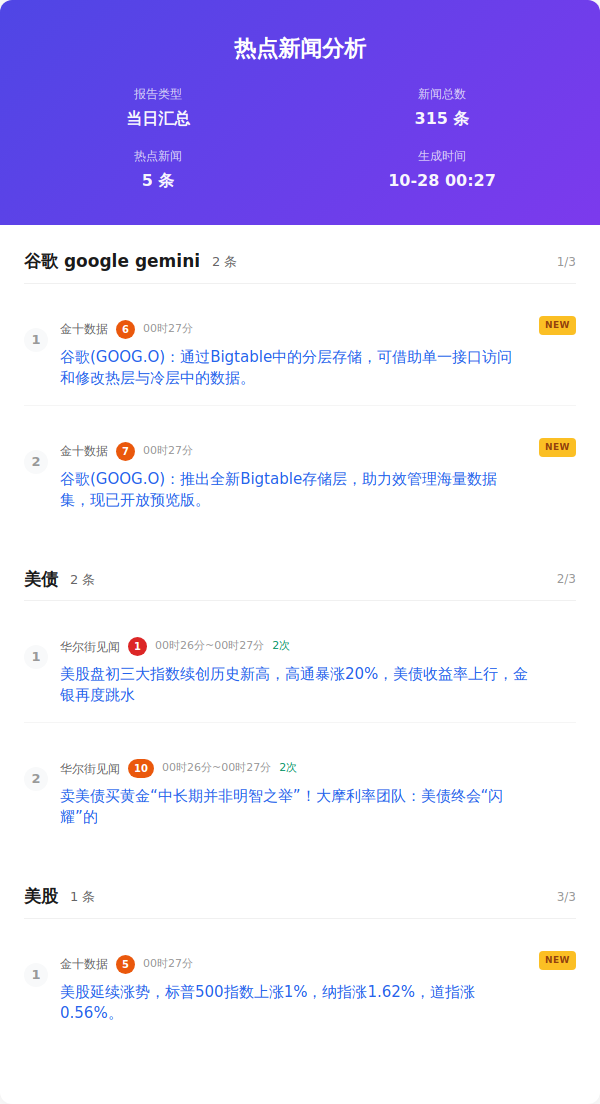 热点新闻分析
报告类型
当日汇总
新闻总数
315 条
热点新闻
5 条
生成时间
10-28 00:27
谷歌 google gemini 2 条 1/3
1 金十数据 6 00时27分 NEW
谷歌(GOOG.O)：通过Bigtable中的分层存储，可借助单一接口访问
和修改热层与冷层中的数据。
2 金十数据 7 00时27分 NEW
谷歌(GOOG.O)：推出全新Bigtable存储层，助力效管理海量数据
集，现已开放预览版。
美债 2 条 2/3
1 华尔街见闻 1 00时26分~00时27分 2次
美股盘初三大指数续创历史新高，高通暴涨20%，美债收益率上行，金
银再度跳水
2 华尔街见闻 10 00时26分~00时27分 2次
卖美债买黄金“中长期并非明智之举”！大摩利率团队：美债终会“闪
耀”的
美股 1 条 3/3
1 金十数据 5 00时27分 NEW
美股延续涨势，标普500指数上涨1%，纳指涨1.62%，道指涨
0.56%。